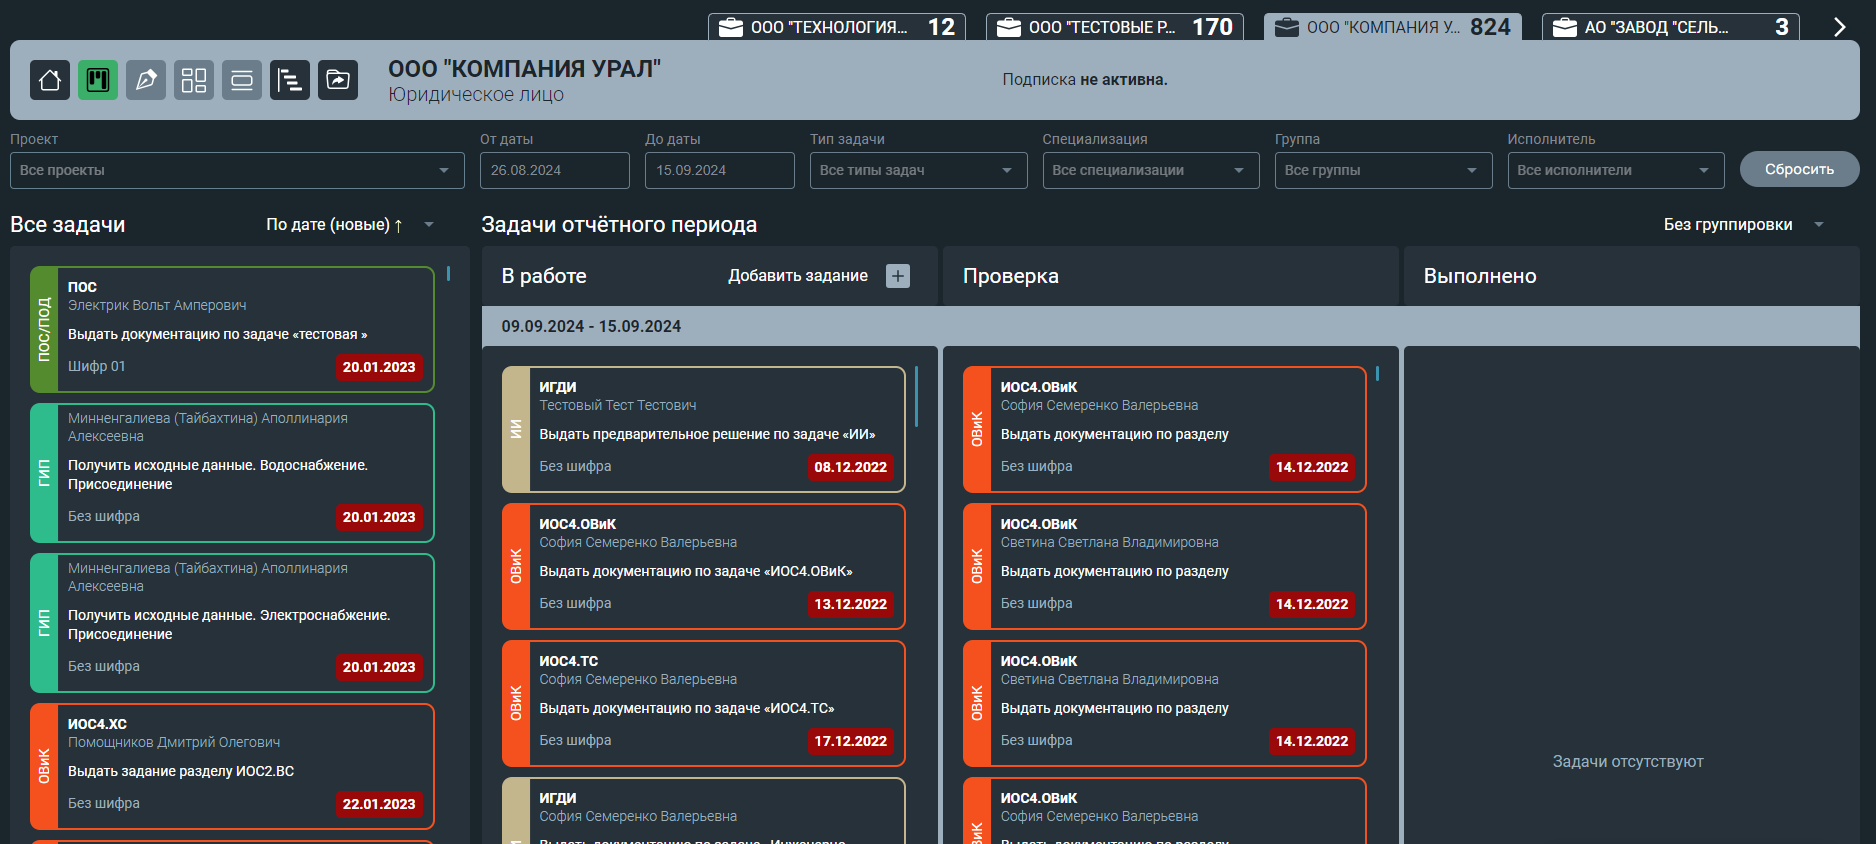 ООО "ТЕХНОЛОГИЯ... 12
ООО "ТЕСТОВЫЕ Р... 170
ООО "КОМПАНИЯ У... 824
АО "ЗАВОД "СЕЛЬ... 3
ООО "КОМПАНИЯ УРАЛ"
Юридическое лицо
Подписка не активна.
Проект
Все проекты
От даты
26.08.2024
До даты
15.09.2024
Тип задачи
Все типы задач
Специализация
Все специализации
Группа
Все группы
Исполнитель
Все исполнители
Сбросить
Все задачи
По дате (новые) ↑
Задачи отчётного периода
Без группировки
ПОС/ПОД
ПОС
Электрик Вольт Амперович
Выдать документацию по задаче «тестовая »
Шифр 01
20.01.2023
ГИП
Минненгалиева (Тайбахтина) Аполлинария
Алексеевна
Получить исходные данные. Водоснабжение.
Присоединение
Без шифра
20.01.2023
ГИП
Минненгалиева (Тайбахтина) Аполлинария
Алексеевна
Получить исходные данные. Электроснабжение.
Присоединение
Без шифра
20.01.2023
ОВиК
ИОС4.ХС
Помощников Дмитрий Олегович
Выдать задание разделу ИОС2.ВС
Без шифра
22.01.2023
В работе
Добавить задание +
Проверка
Выполнено
09.09.2024 - 15.09.2024
ИИ
ИГДИ
Тестовый Тест Тестович
Выдать предварительное решение по задаче «ИИ»
Без шифра
08.12.2022
ОВиК
ИОС4.ОВиК
София Семеренко Валерьевна
Выдать документацию по задаче «ИОС4.ОВиК»
Без шифра
13.12.2022
ОВиК
ИОС4.ТС
София Семеренко Валерьевна
Выдать документацию по задаче «ИОС4.ТС»
Без шифра
17.12.2022
ИГДИ
София Семеренко Валерьевна
ОВиК
ИОС4.ОВиК
София Семеренко Валерьевна
Выдать документацию по разделу
Без шифра
14.12.2022
ОВиК
ИОС4.ОВиК
Светина Светлана Владимировна
Выдать документацию по разделу
Без шифра
14.12.2022
ОВиК
ИОС4.ОВиК
Светина Светлана Владимировна
Выдать документацию по разделу
Без шифра
14.12.2022
ИОС4.ОВиК
София Семеренко Валерьевна
Выдать документацию по разделу
Задачи отсутствуют